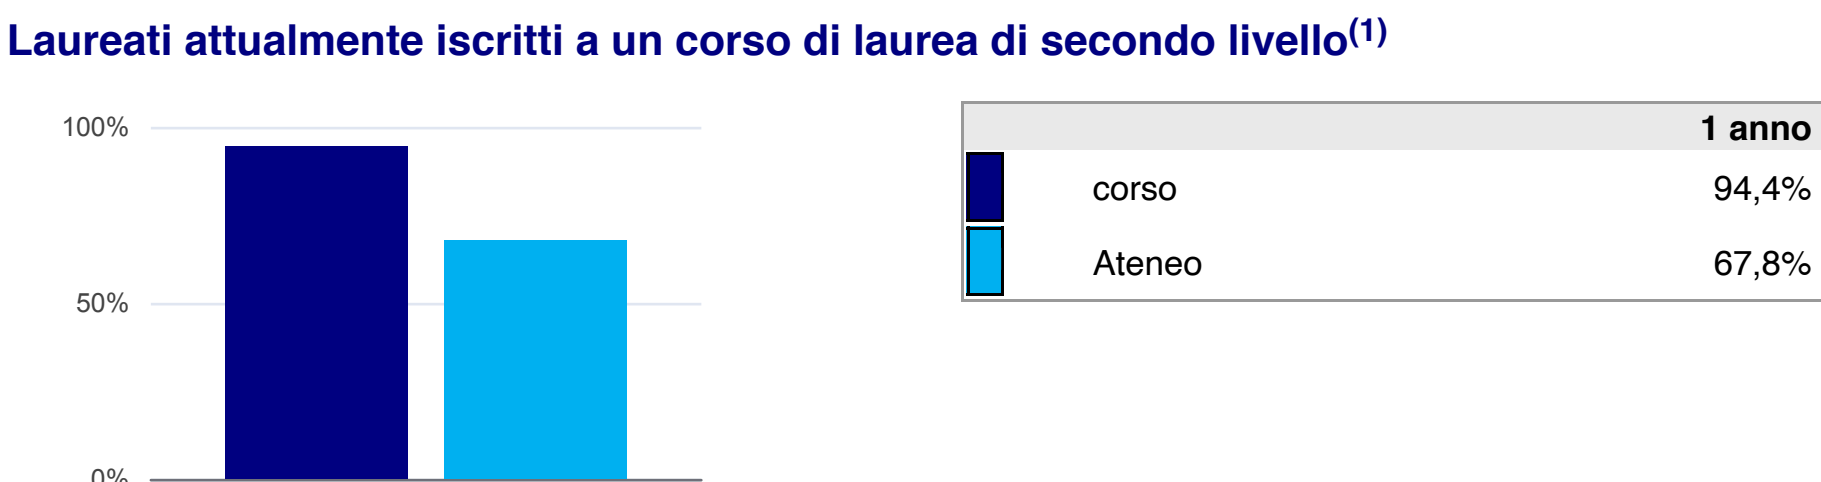 Laureati attualmente iscritti a un corso di laurea di secondo livello(1)
100%
50%
0%
1 anno
corso 94,4%
Ateneo 67,8%